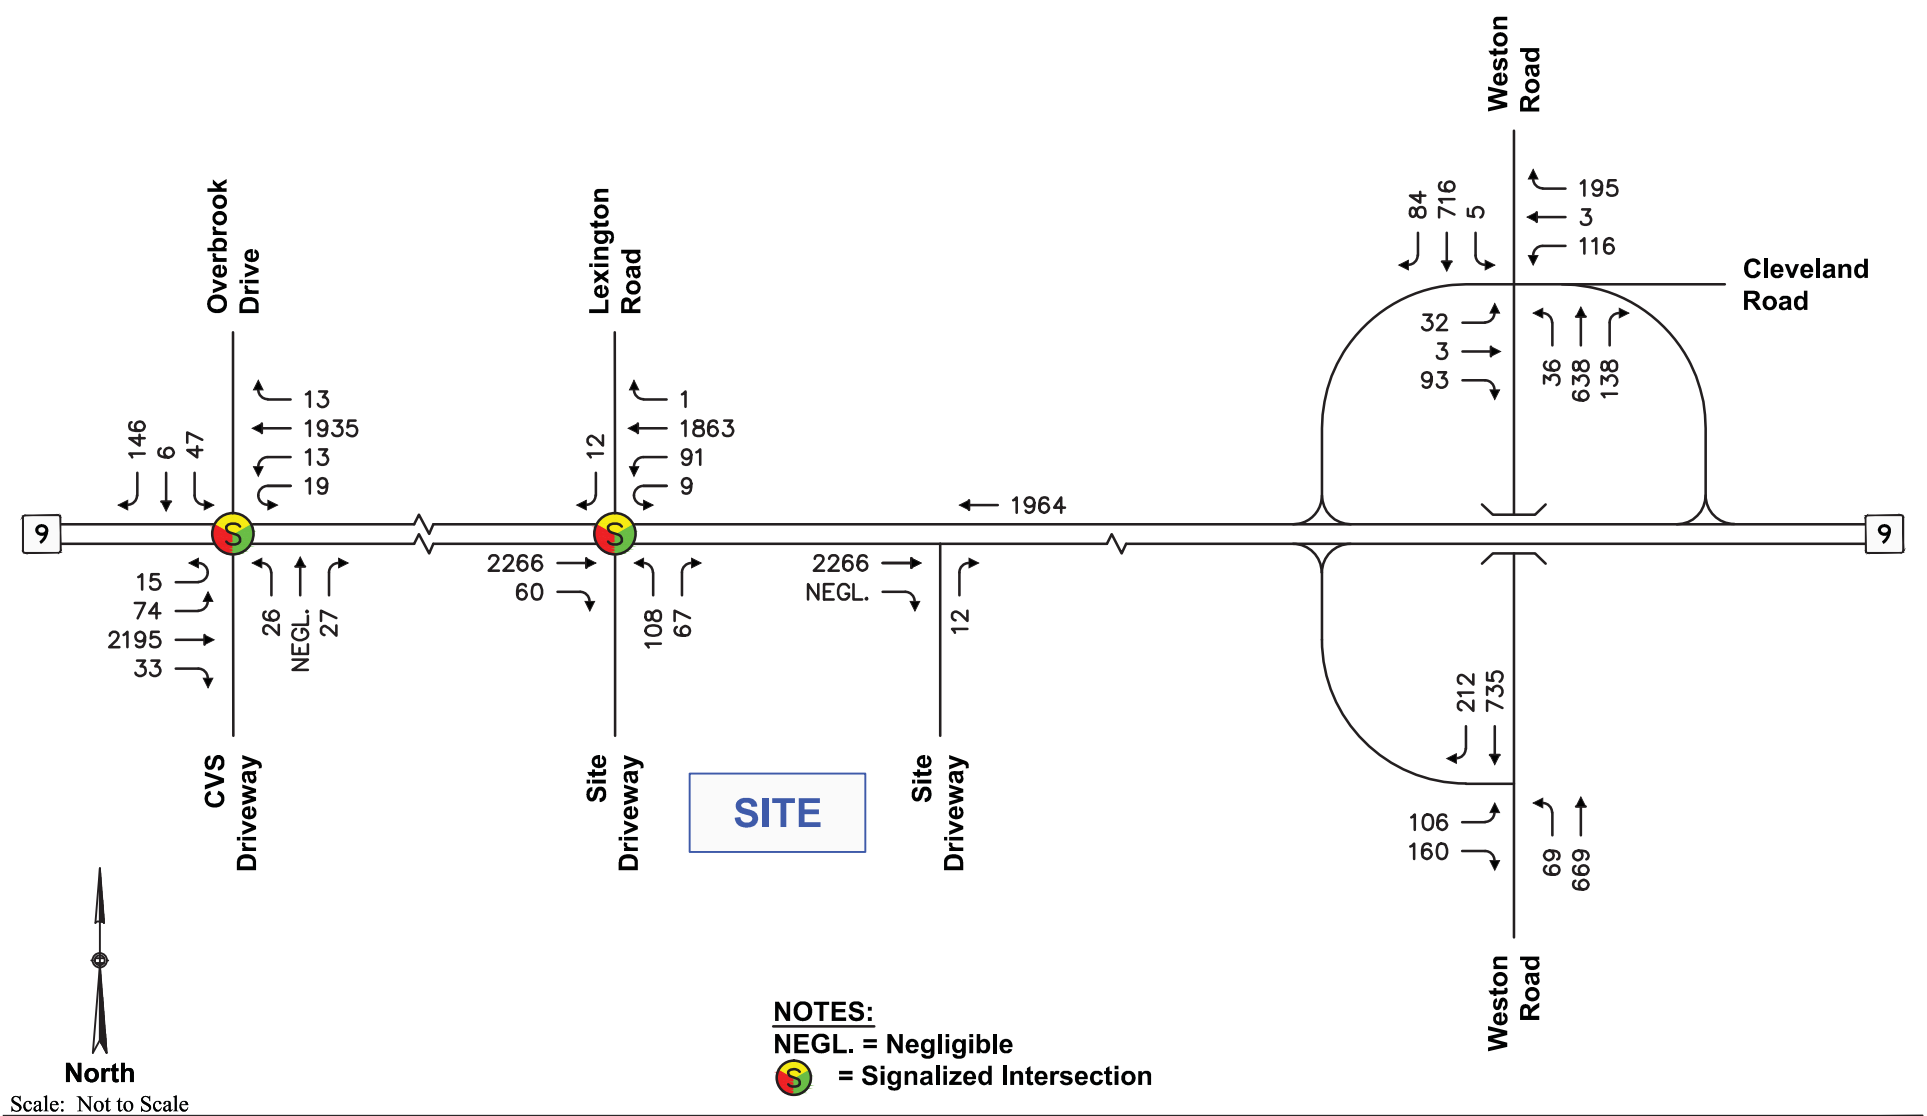 Weston
Road
Overbrook
Drive
Lexington
Road
84
716
5
195
3
116
Cleveland
Road
32
3
93
36
638
138
146
6
47
13
1935
13
19
12
1
1863
91
9
1964
9
S
S
9
15
74
2195
33
26
NEGL.
27
2266
60
108
67
2266
NEGL.
12
212
735
106
160
69
669
CVS
Driveway
Site
Driveway
SITE
Site
Driveway
Weston
Road
North
Scale: Not to Scale
NOTES:
NEGL. = Negligible
S = Signalized Intersection